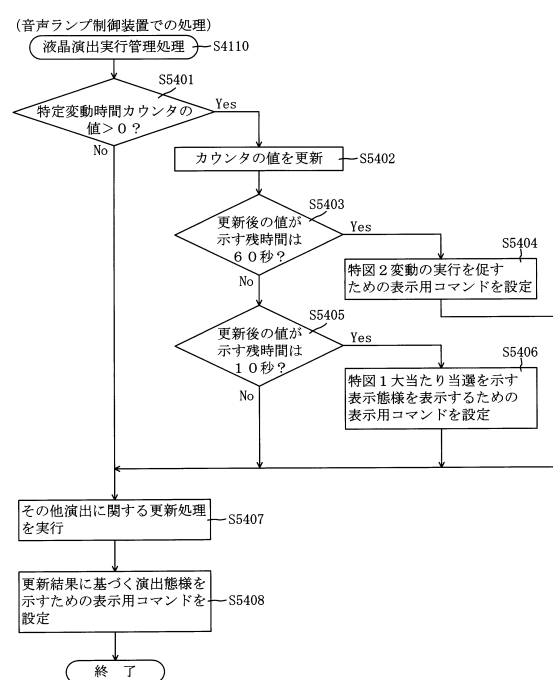 (音声ランプ制御装置での処理)
液晶演出実行管理処理
S4110
S5401
特定変動時間カウンタの
値>0?
Yes
No
カウンタの値を更新
S5402
S5403
更新後の値が
示す残時間は
60秒?
Yes
No
S5404
特図2変動の実行を促す
ための表示用コマンドを設定
S5405
更新後の値が
示す残時間は
10秒?
Yes
No
S5406
特図1大当たり当選を示す
表示態様を表示するための
表示用コマンドを設定
その他演出に関する更新処理
を実行
S5407
更新結果に基づく演出態様を
示すための表示用コマンドを
設定
S5408
終 了